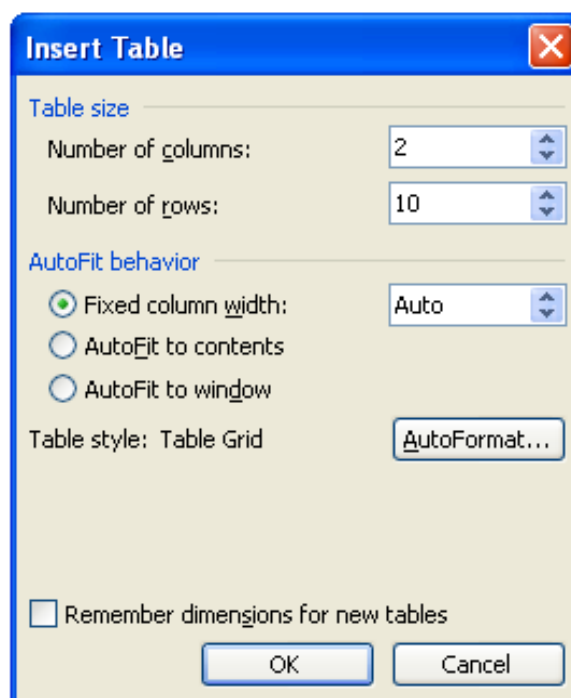 Insert Table
Table size
Number of columns: 2
Number of rows: 10
AutoFit behavior
Fixed column width: Auto
AutoFit to contents
AutoFit to window
Table style: Table Grid AutoFormat...
Remember dimensions for new tables
OK Cancel